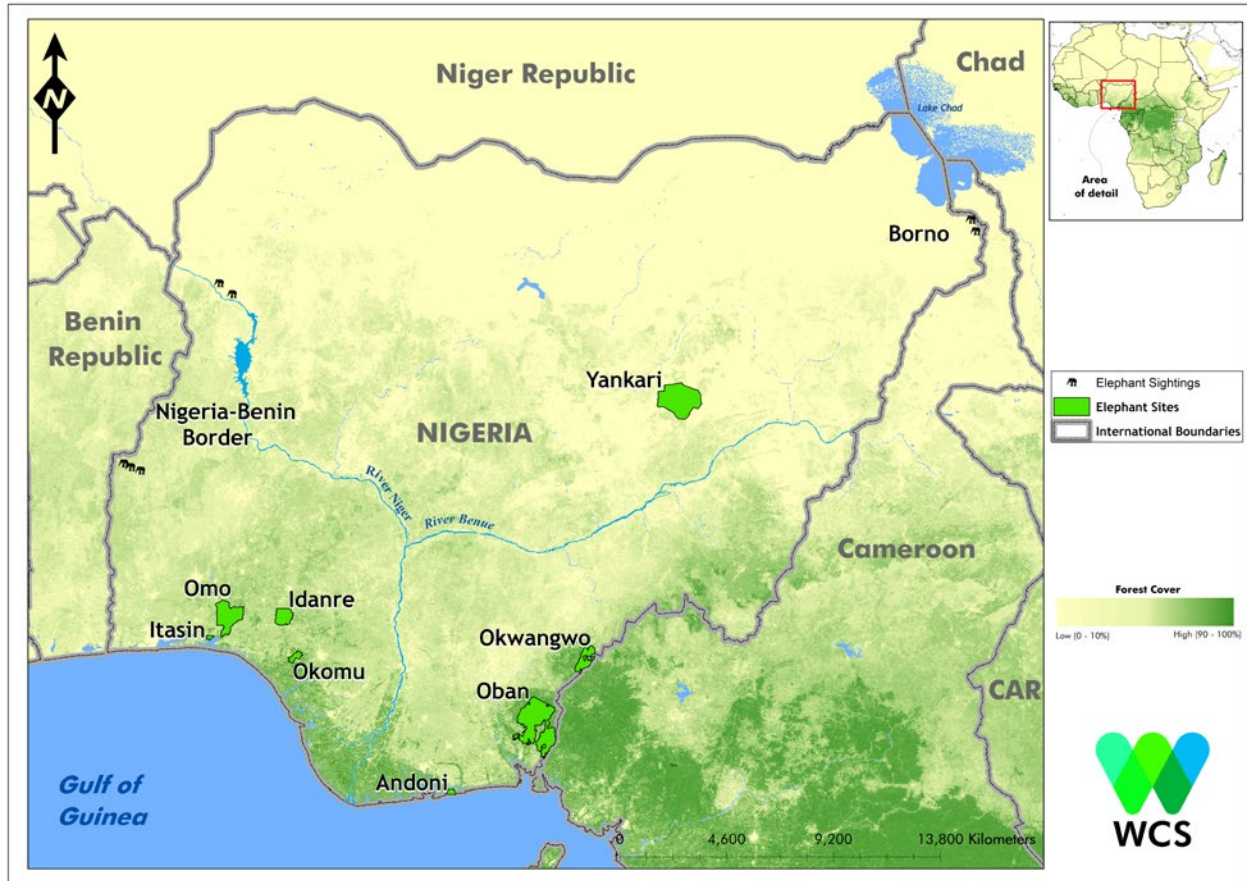 N
Niger Republic
Chad
Lake Chad
Area
of detail
Borno
Benin
Republic
Yankari
Nigeria-Benin
Border
NIGERIA
Elephant Sightings
Elephant Sites
International Boundaries
River Niger
River Benue
Cameroon
Omo
Idanre
Itasin
Okomu
Okwangwo
Oban
Andoni
CAR
Forest Cover
Low (0 - 10%)
High (90 - 100%)
Gulf of
Guinea
0 4,600 9,200 13,800 Kilometers
WCS